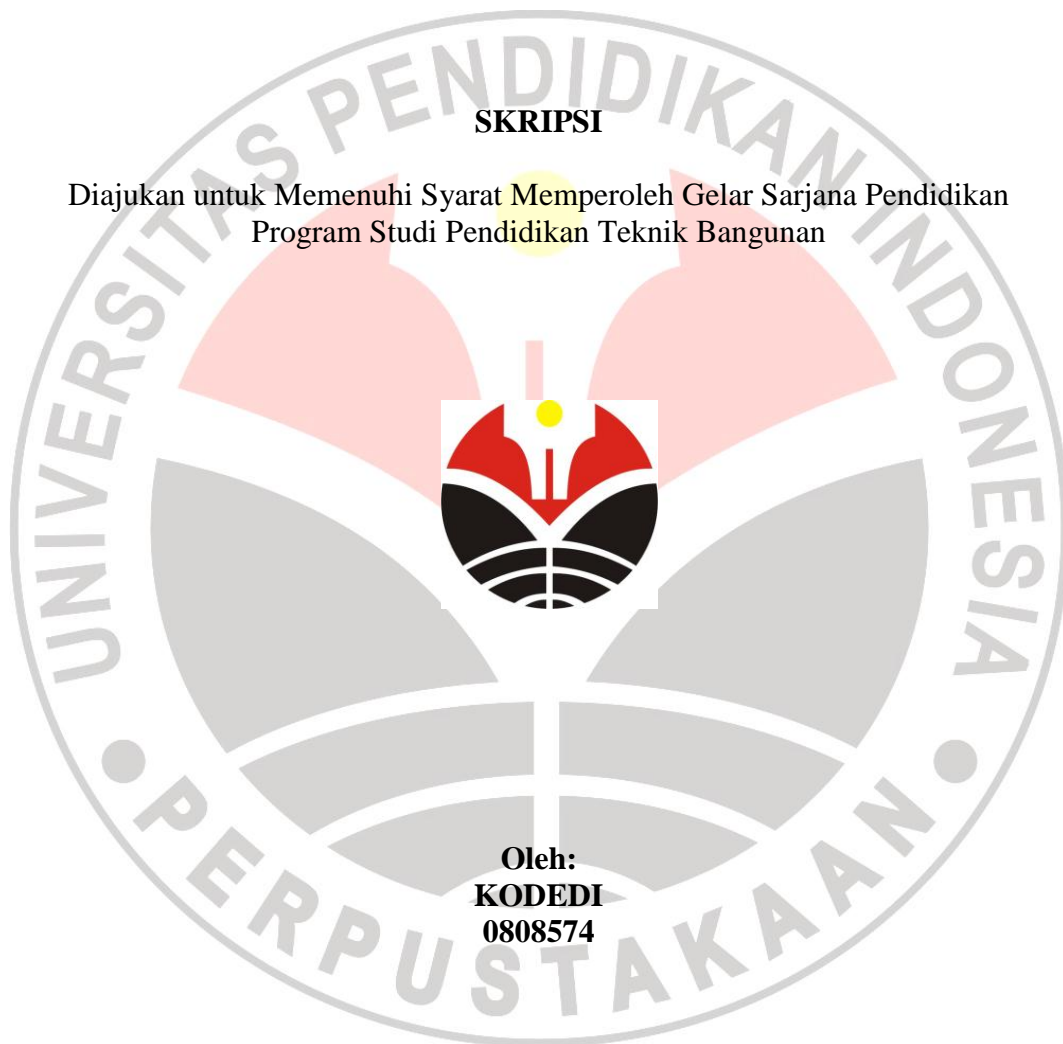 UNIVERSITAS PENDIDIKAN INDONESIA
SKRIPSI
Diajukan untuk Memenuhi Syarat Memperoleh Gelar Sarjana Pendidikan
Program Studi Pendidikan Teknik Bangunan
Oleh:
KODEDI
0808574
PERPUSTAKAAN